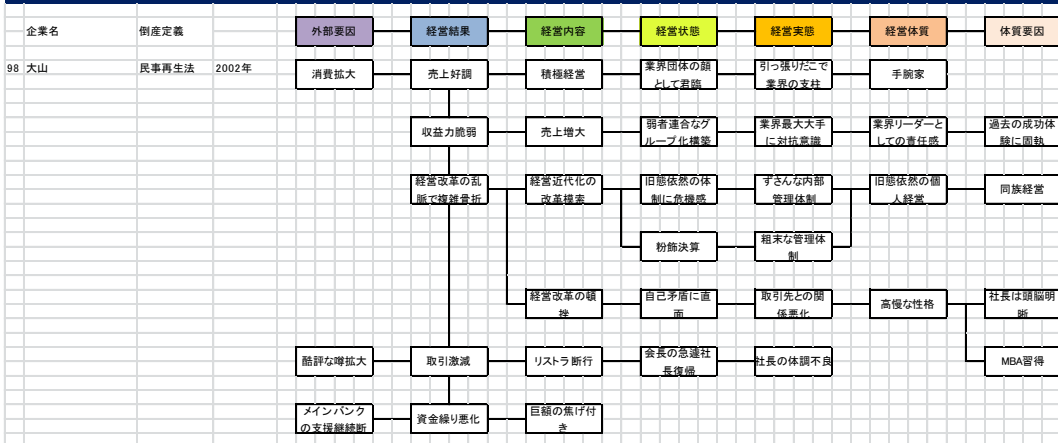 企業名 倒産定義 外部要因 経営結果 経営内容 経営状態 経営実態 経営体質 体質要因
98 大山 民事再生法 2002年 消費拡大 売上好調 積極経営 業界団体の顔 引っ張りだこで 手腕家
として君臨 業界の支柱
収益力脆弱 売上増大 弱者連合なグ 業界最大大手 業界リーダーと 過去の成功体
ループ化構築 に対抗意識 しての責任感 験に固執
経営改革の乱 経営近代化の 旧態依然の体 ずさんな内部 旧態依然の個 同族経営
脈で複雑骨折 改革模索 制に危機感 管理体制 人経営
粉飾決算 粗末な管理体
制
経営改革の頓 自己矛盾に直 取引先との関 高慢な性格 社長は頭脳明
挫 面 係悪化 晰
酷評な噂拡大 取引激減 リストラ断行 会長の急遽社 社長の体調不良 MBA習得
長復帰
メインバンク 資金繰り悪化 巨額の焦げ付
の支援継続断 き